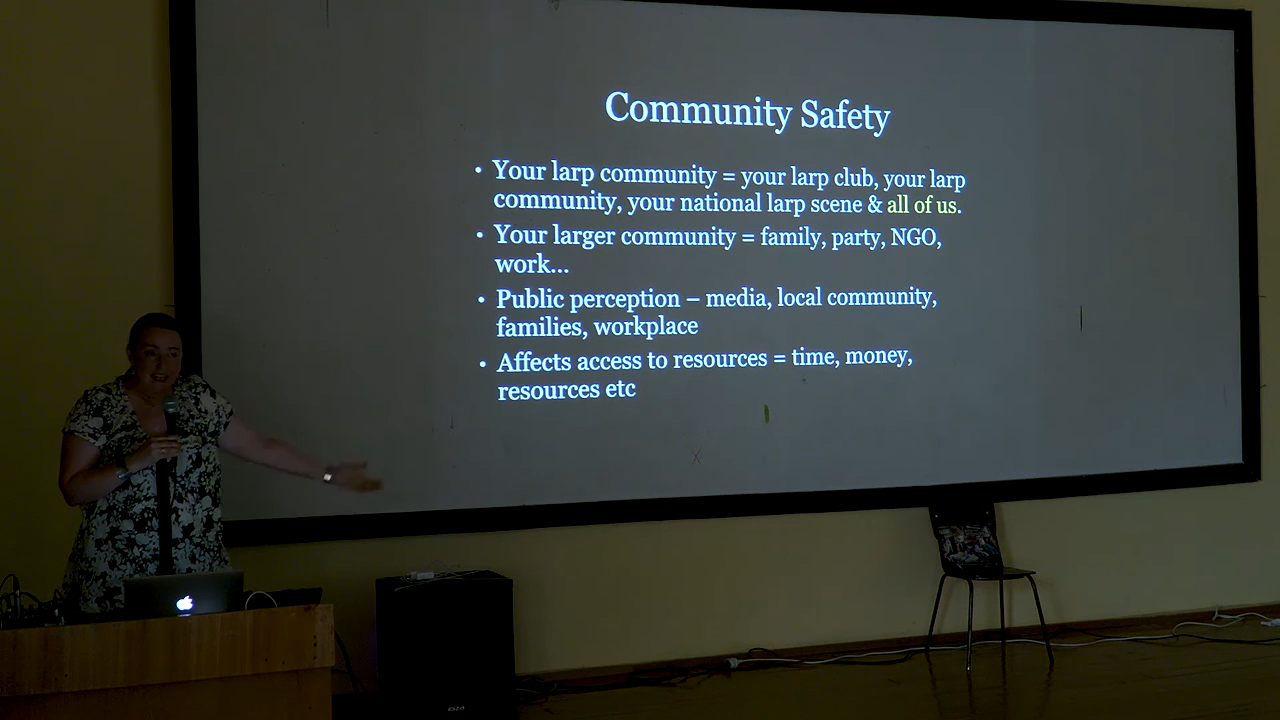 Community Safety
• Your larp community = your larp club, your larp
community, your national larp scene & all of us.
• Your larger community = family, party, NGO,
work...
• Public perception – media, local community,
families, workplace
• Affects access to resources = time, money,
resources etc